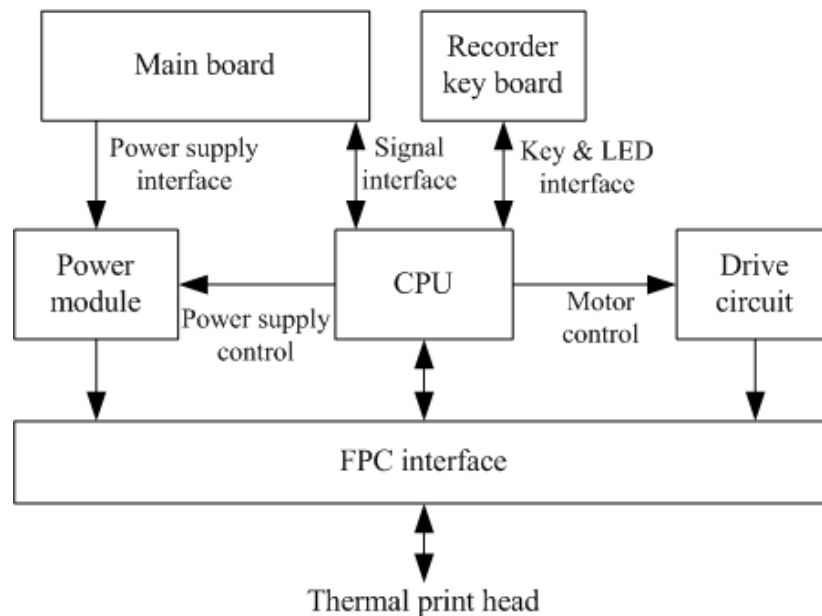 Main board
Recorder
key board
Power supply
interface
Signal
interface
Key & LED
interface
Power
module
CPU
Drive
circuit
Power supply
control
Motor
control
FPC interface
Thermal print head